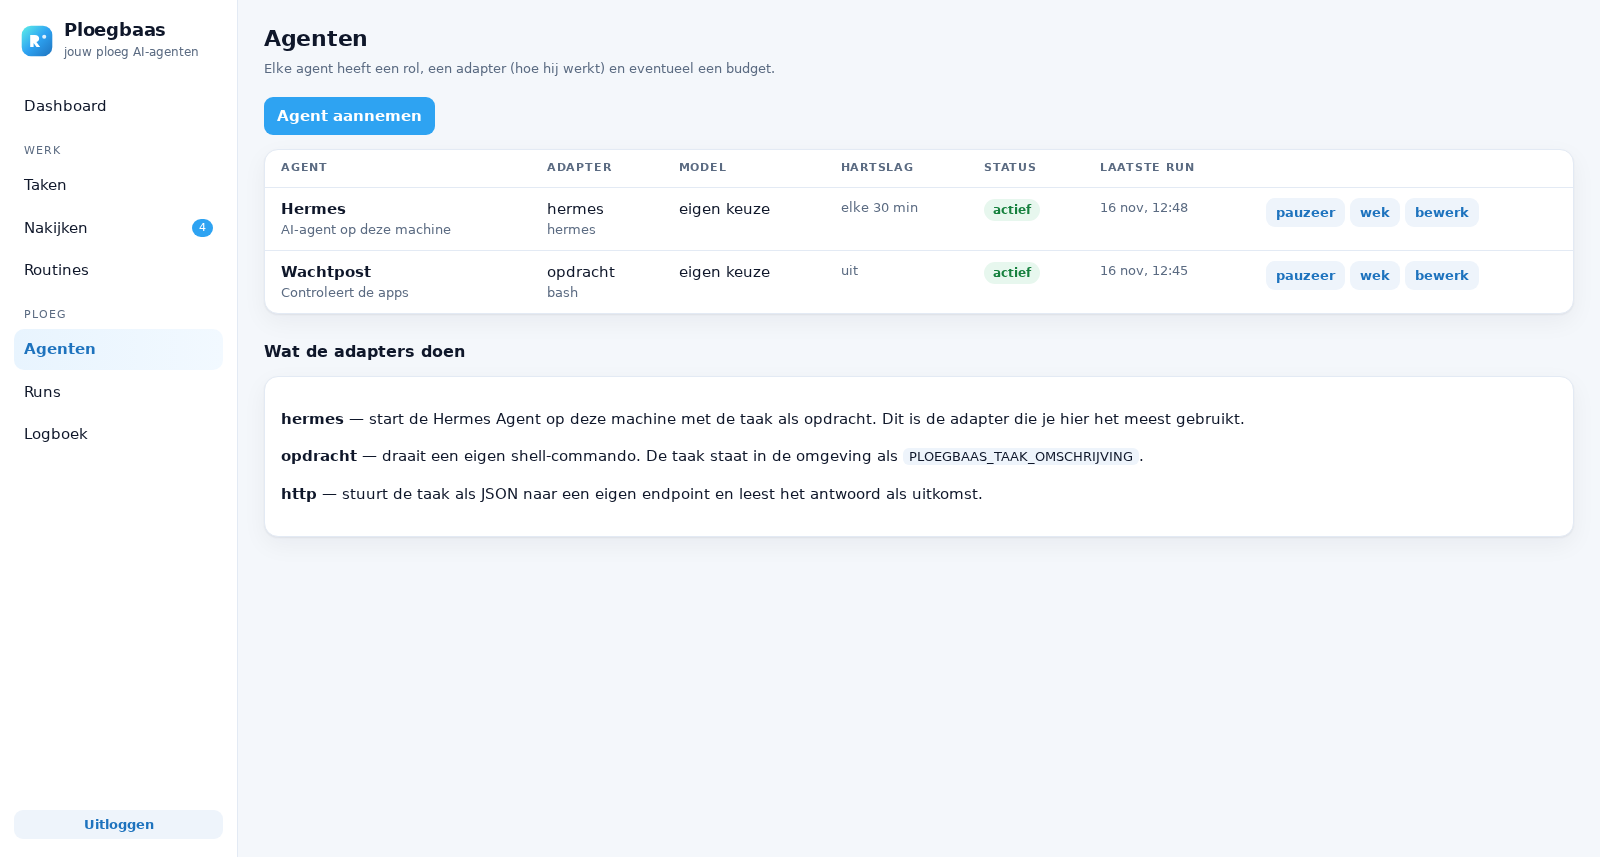 Ploegbaas
jouw ploeg AI-agenten
Dashboard
WERK
Taken
Nakijken 4
Routines
PLOEG
Agenten
Runs
Logboek
Uitloggen
Agenten
Elke agent heeft een rol, een adapter (hoe hij werkt) en eventueel een budget.
Agent aannemen
AGENT ADAPTER MODEL HARTSLAG STATUS LAATSTE RUN
Hermes hermes eigen keuze elke 30 min actief 16 nov, 12:48 pauzeer wek bewerk
AI-agent op deze machine hermes
Wachtpost opdracht eigen keuze uit actief 16 nov, 12:45 pauzeer wek bewerk
Controleert de apps bash
Wat de adapters doen
hermes — start de Hermes Agent op deze machine met de taak als opdracht. Dit is de adapter die je hier het meest gebruikt.
opdracht — draait een eigen shell-commando. De taak staat in de omgeving als PLOEGBAAS_TAAK_OMSCHRIJVING.
http — stuurt de taak als JSON naar een eigen endpoint en leest het antwoord als uitkomst.